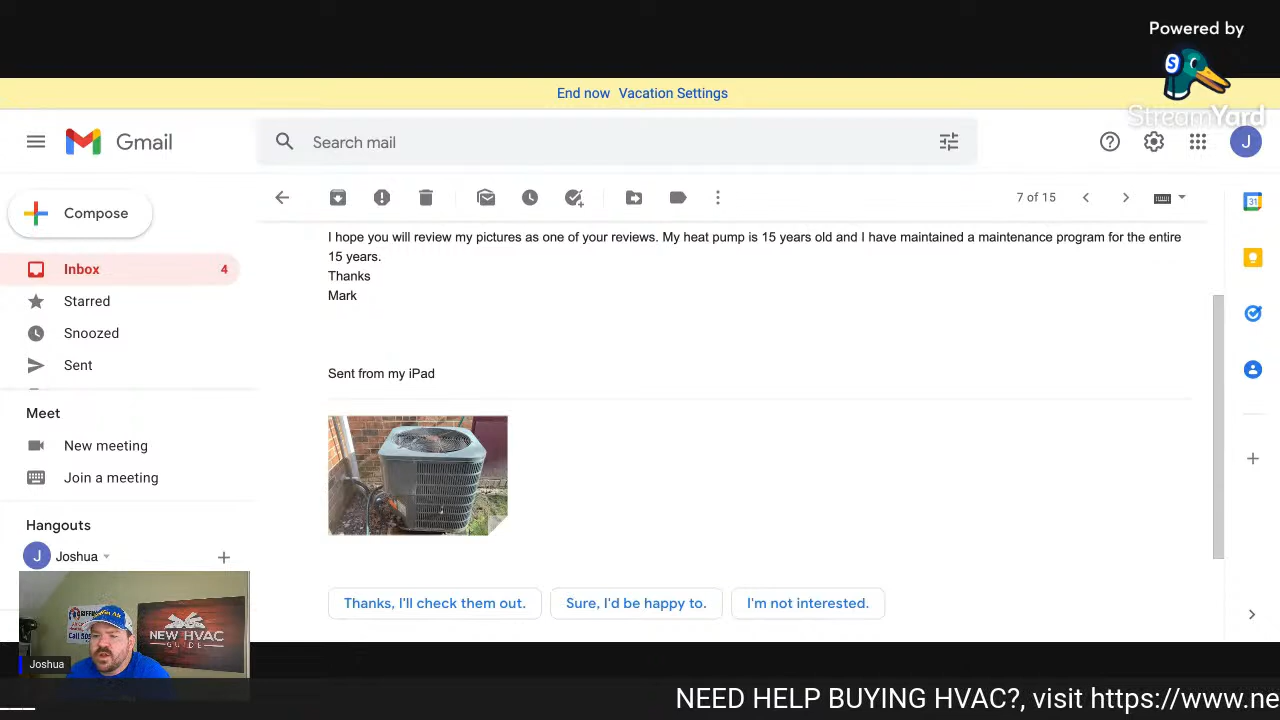 Powered by
StreamYard
End now Vacation Settings
Gmail
Search mail
J
Compose
7 of 15
31
Inbox 4
Starred
Snoozed
Sent
I hope you will review my pictures as one of your reviews. My heat pump is 15 years old and I have maintained a maintenance program for the entire
15 years.
Thanks
Mark
Sent from my iPad
Meet
New meeting
Join a meeting
Hangouts
J Joshua
Thanks, I'll check them out.
Sure, I'd be happy to.
I'm not interested.
NEW HVAC
GUIDE
Joshua
NEED HELP BUYING HVAC?, visit https://www.ne